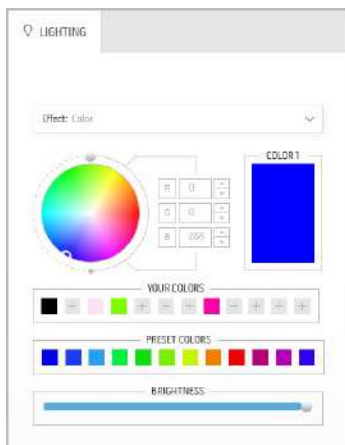 LIGHTING
Effect: Color
COLOR 1
R 0
G 0
B 255
YOUR COLORS
PRESET COLORS
BRIGHTNESS